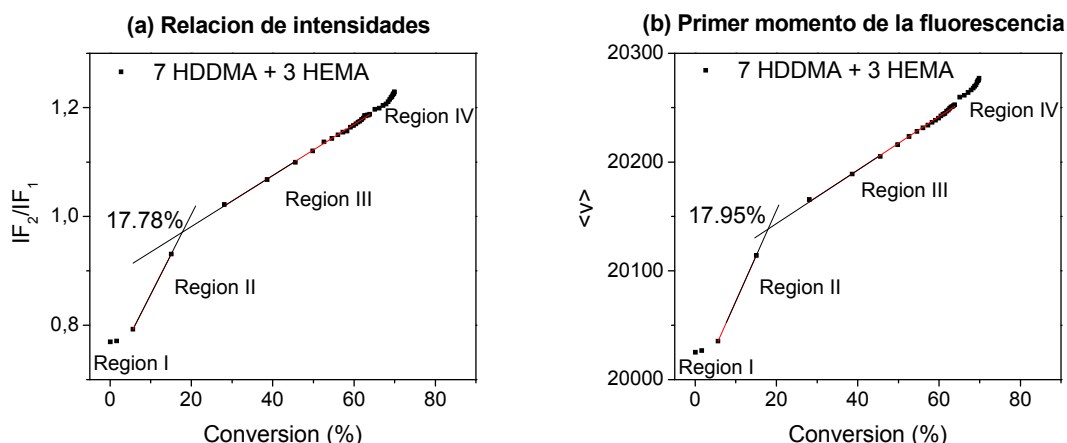 (a) Relacion de intensidades
7 HDDMA + 3 HEMA
1,2
1,0
0,8
IF2/IF1
Region IV
Region III
17.78%
Region II
Region I
0 20 40 60 80
Conversion (%)
(b) Primer momento de la fluorescencia
20300
7 HDDMA + 3 HEMA
20200
20100
20000
<v>
Region IV
Region III
17.95%
Region II
Region I
0 20 40 60 80
Conversion (%)